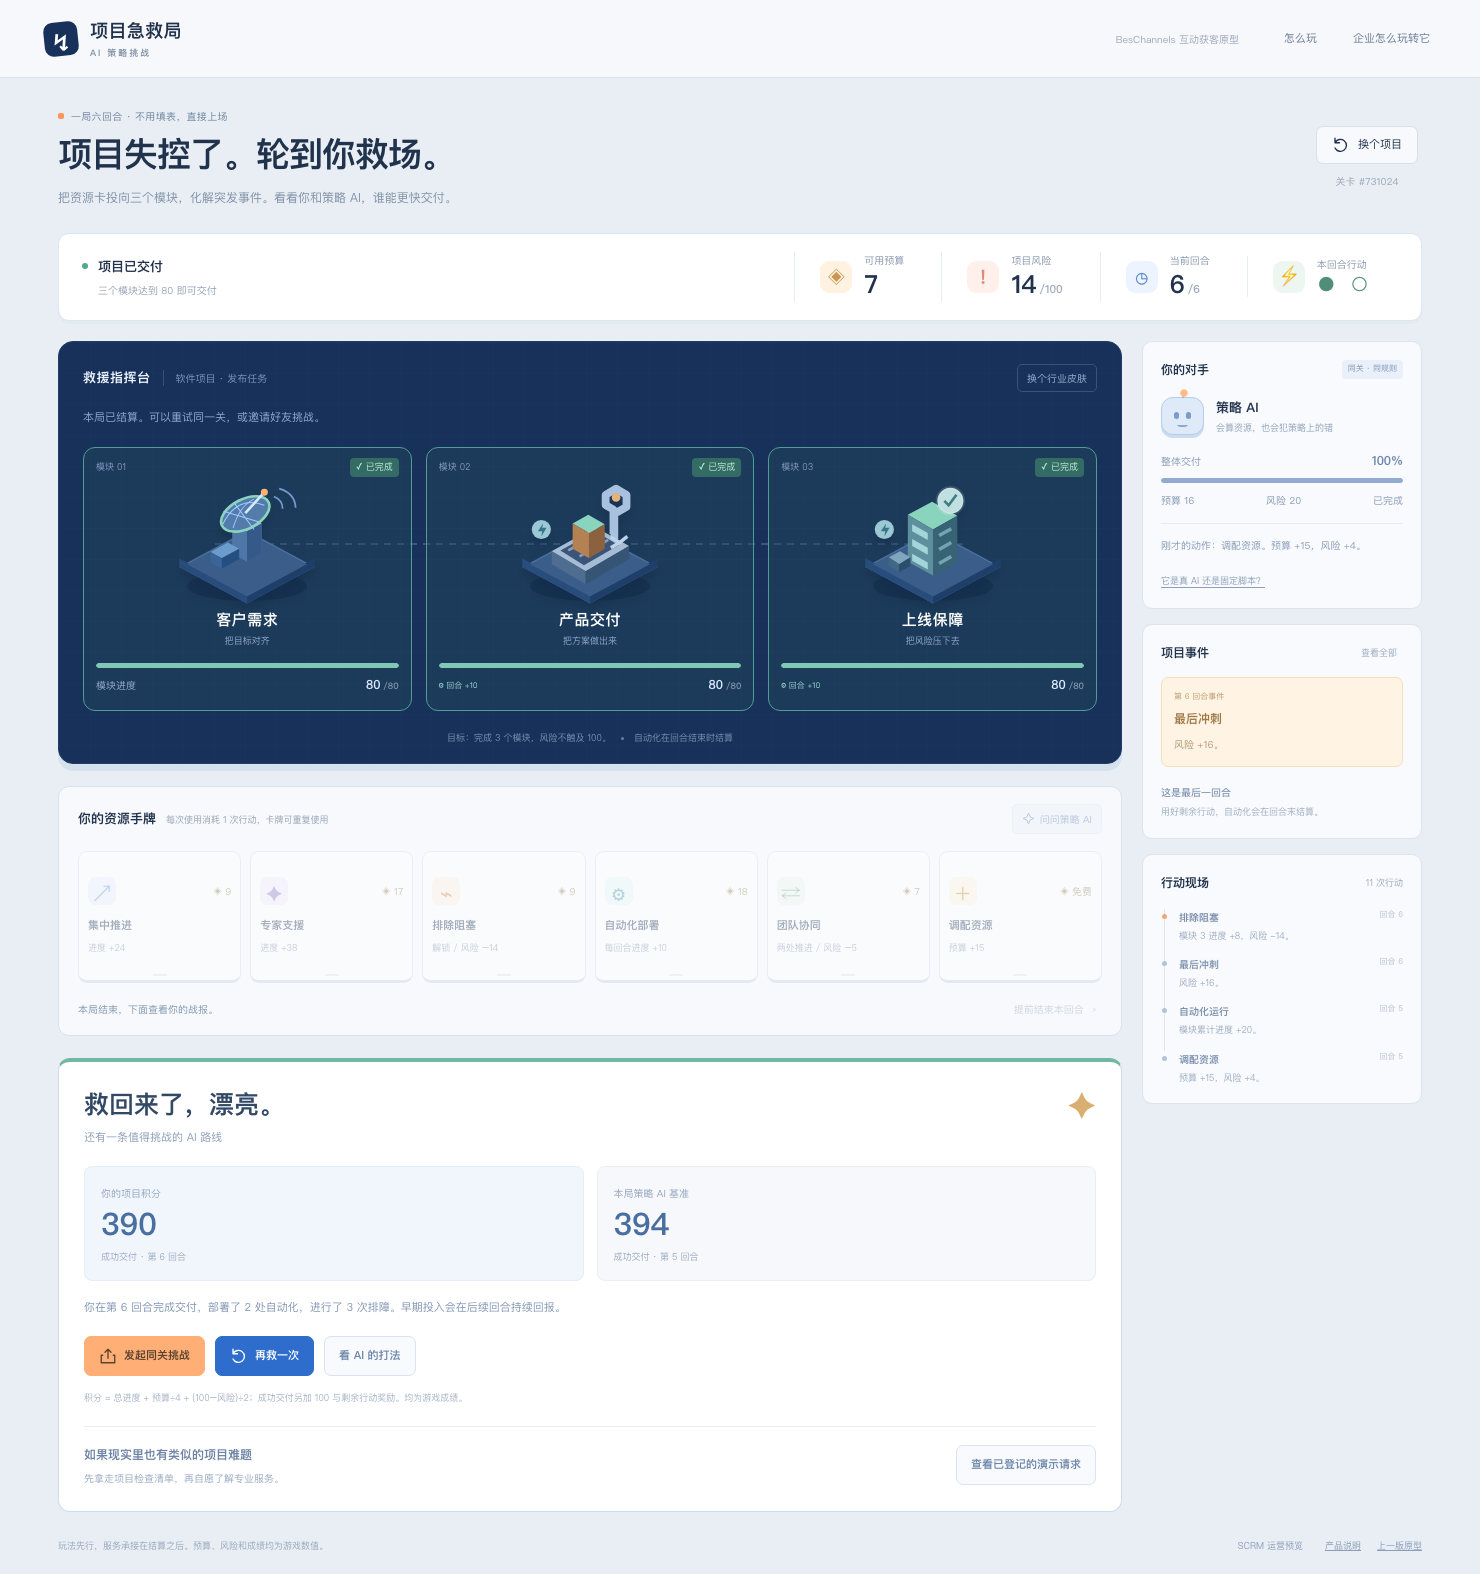 项目急救局
AI 策略挑战
BesChannels 互动获客原型
怎么玩
企业怎么玩转它
一局六回合 · 不用填表，直接上场
项目失控了。轮到你救场。
把资源卡投向三个模块，化解突发事件。看看你和策略 AI，谁能更快交付。
换个项目
关卡 #731024
项目已交付
三个模块达到 80 即可交付
可用预算
7
项目风险
14 /100
当前回合
6 /6
本回合行动
救援指挥台
软件项目 · 发布任务
换个行业皮肤
本局已结算。可以重试同一关，或邀请好友挑战。
模块 01
✓ 已完成
客户需求
把目标对齐
模块进度
80 /80
模块 02
✓ 已完成
产品交付
把方案做出来
⚙ 回合 +10
80 /80
模块 03
✓ 已完成
上线保障
把风险压下去
⚙ 回合 +10
80 /80
目标：完成 3 个模块，风险不触及 100。 • 自动化在回合结束时结算
你的对手
同关 · 同规则
策略 AI
会算资源，也会犯策略上的错
整体交付
100%
预算 16
风险 20
已完成
刚才的动作：调配资源。预算 +15，风险 +4。
它是真 AI 还是固定脚本？
项目事件
查看全部
第 6 回合事件
最后冲刺
风险 +16。
这是最后一回合
用好剩余行动，自动化会在回合末结算。
行动现场
11 次行动
排除阻塞
回合 6
模块 3 进度 +8，风险 −14。
最后冲刺
回合 6
风险 +16。
自动化运行
回合 5
模块累计进度 +20。
调配资源
回合 5
预算 +15，风险 +4。
你的资源手牌
每次使用消耗 1 次行动，卡牌可重复使用
问问策略 AI
◈ 9
集中推进
进度 +24
◈ 17
专家支援
进度 +38
◈ 9
排除阻塞
解锁 / 风险 −14
◈ 18
自动化部署
每回合进度 +10
◈ 7
团队协同
两处推进 / 风险 −5
◈ 免费
调配资源
预算 +15
本局结束，下面查看你的战报。
提前结束本回合
救回来了，漂亮。
还有一条值得挑战的 AI 路线
你的项目积分
390
成功交付 · 第 6 回合
本局策略 AI 基准
394
成功交付 · 第 5 回合
你在第 6 回合完成交付，部署了 2 处自动化，进行了 3 次排障。早期投入会在后续回合持续回报。
发起同关挑战
再救一次
看 AI 的打法
积分 = 总进度 + 预算÷4 + (100−风险)÷2；成功交付另加 100 与剩余行动奖励。均为游戏成绩。
如果现实里也有类似的项目难题
先拿走项目检查清单，再自愿了解专业服务。
查看已登记的演示请求
玩法先行，服务承接在结算之后。预算、风险和成绩均为游戏数值。
SCRM 运营预览
产品说明
上一版原型